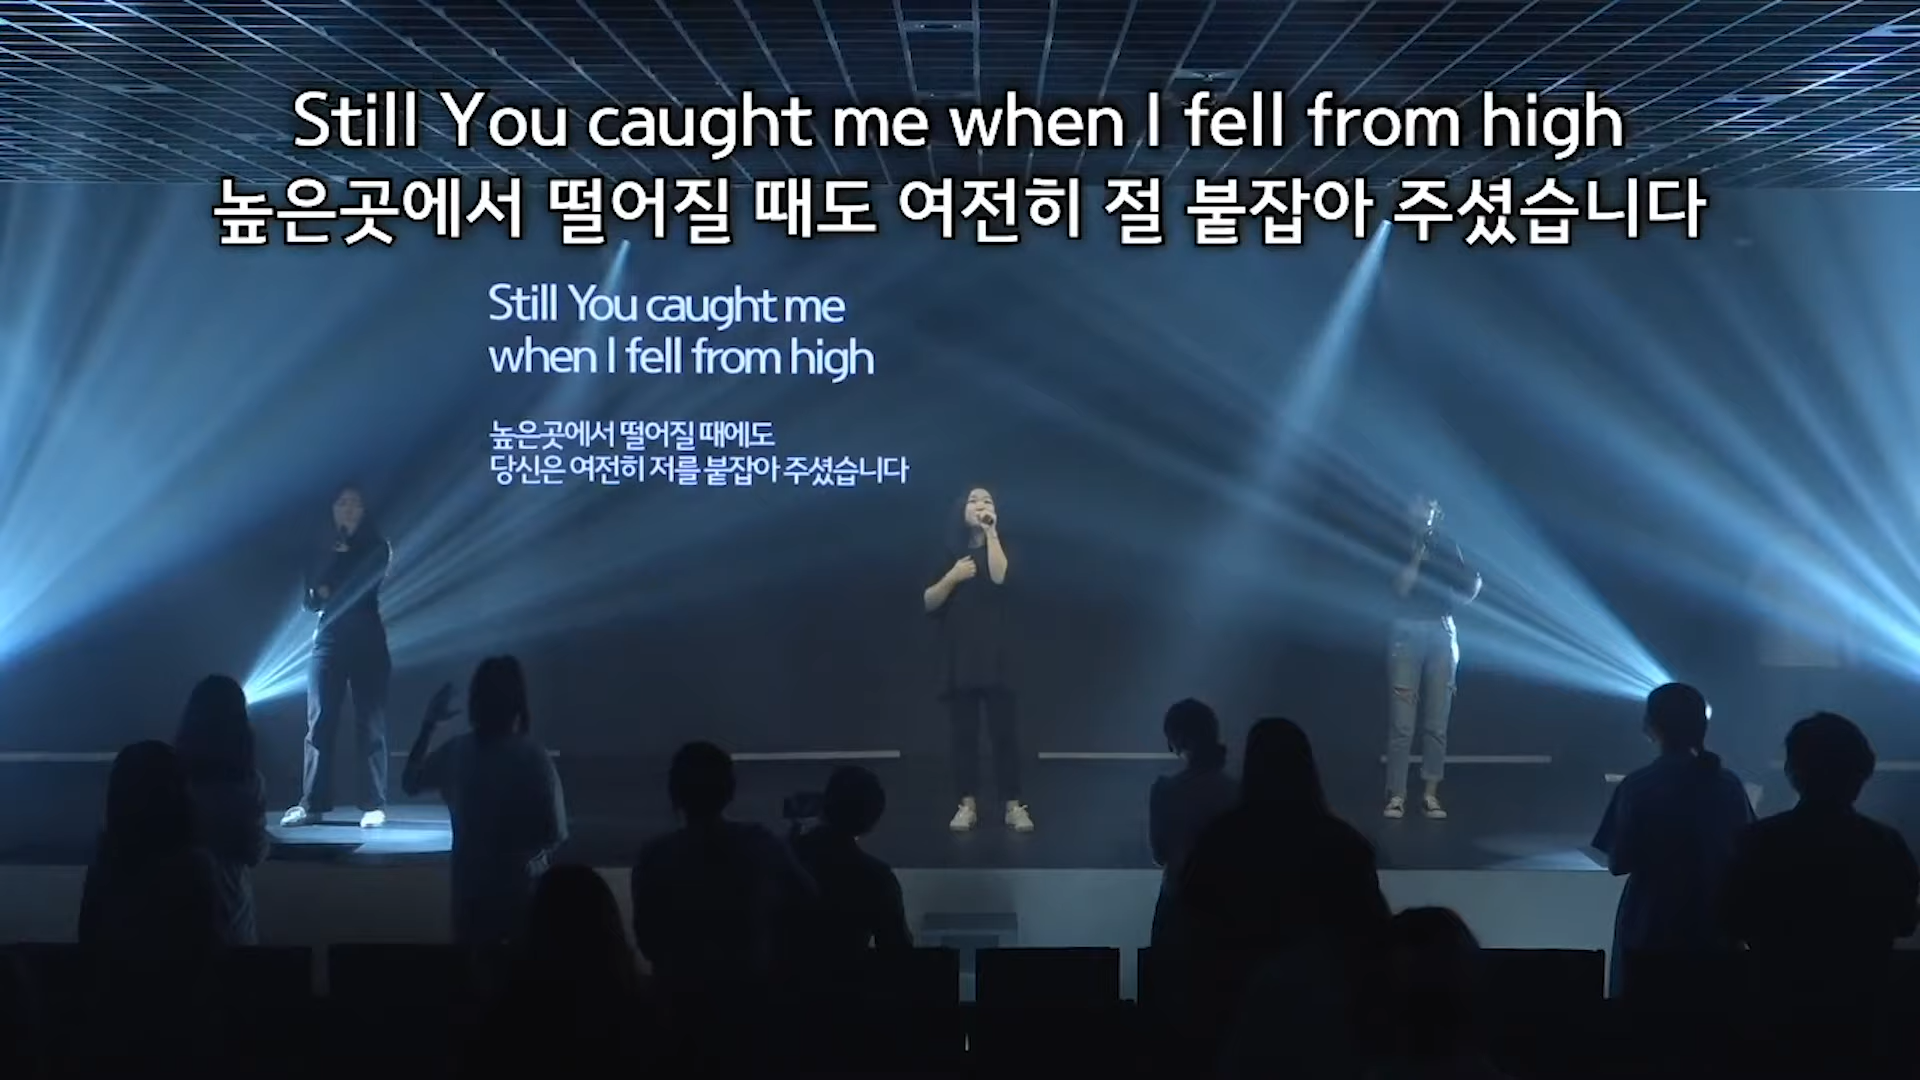 Still You caught me when I fell from high
높은곳에서 떨어질 때도 여전히 절 붙잡아 주셨습니다
Still You caught me
when I fell from high
높은곳에서 떨어질 때에도
당신은 여전히 저를 붙잡아 주셨습니다